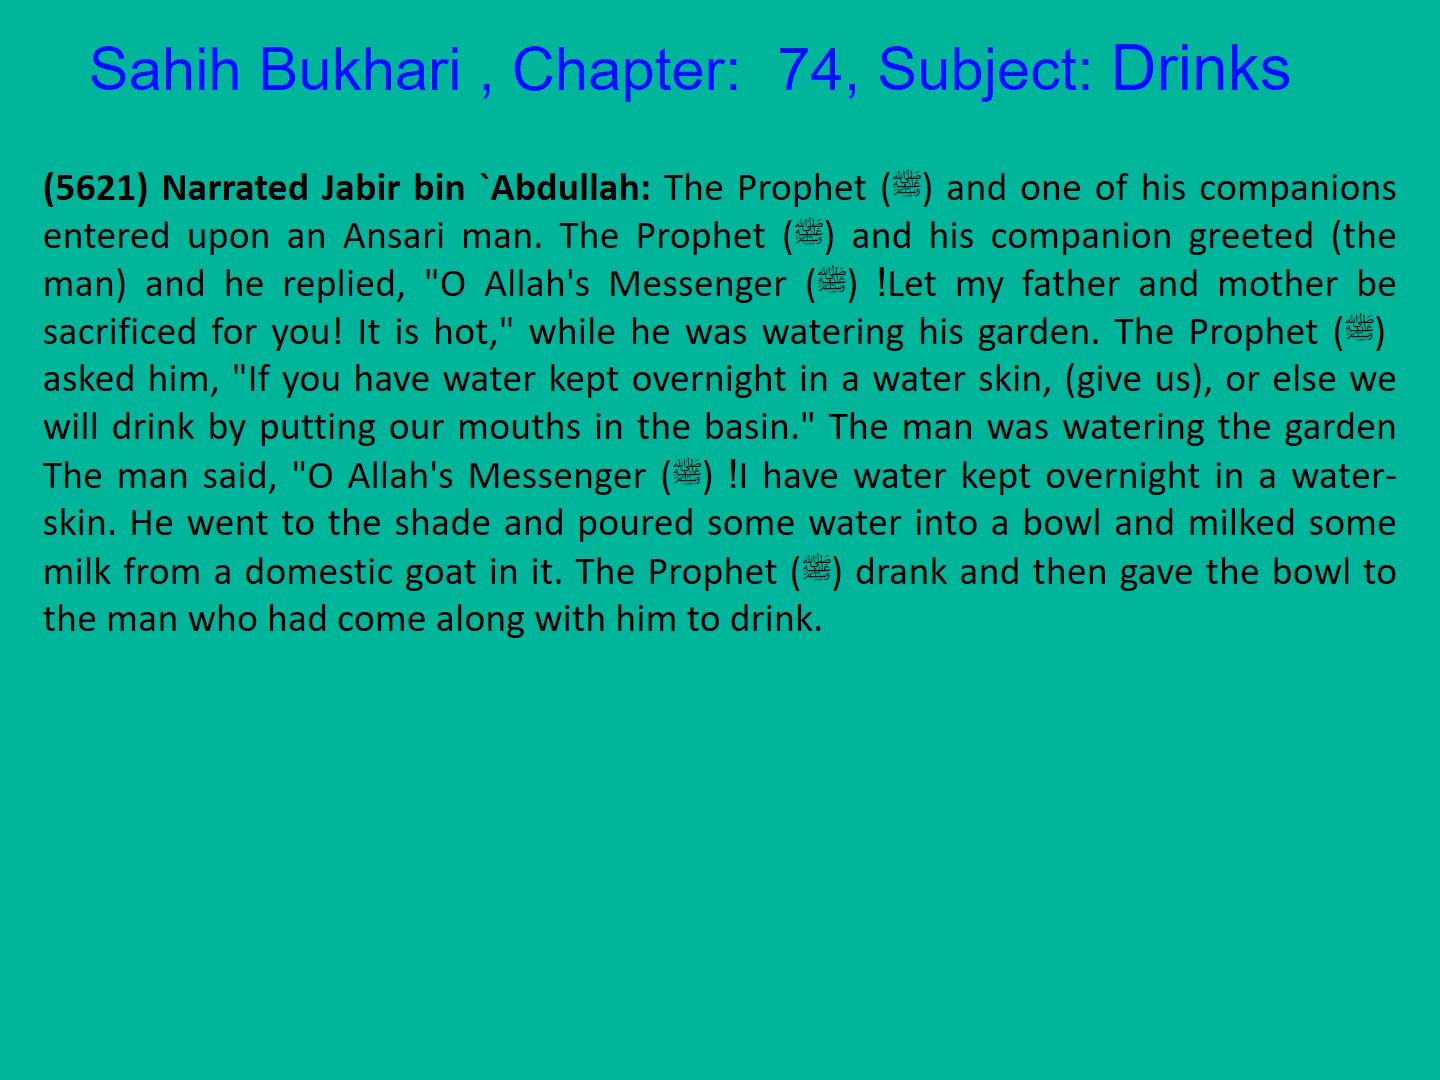 Sahih Bukhari , Chapter:  74, Subject: Drinks
(5621) Narrated Jabir bin `Abdullah: The Prophet (ﷺ) and one of his companions
entered upon an Ansari man. The Prophet (ﷺ) and his companion greeted (the
man) and he replied, "O Allah's Messenger (ﷺ) !Let my father and mother be
sacrificed for you! It is hot," while he was watering his garden. The Prophet (ﷺ)
asked him, "If you have water kept overnight in a water skin, (give us), or else we
will drink by putting our mouths in the basin." The man was watering the garden
The man said, "O Allah's Messenger (ﷺ) !I have water kept overnight in a water-
skin. He went to the shade and poured some water into a bowl and milked some
milk from a domestic goat in it. The Prophet (ﷺ) drank and then gave the bowl to
the man who had come along with him to drink.